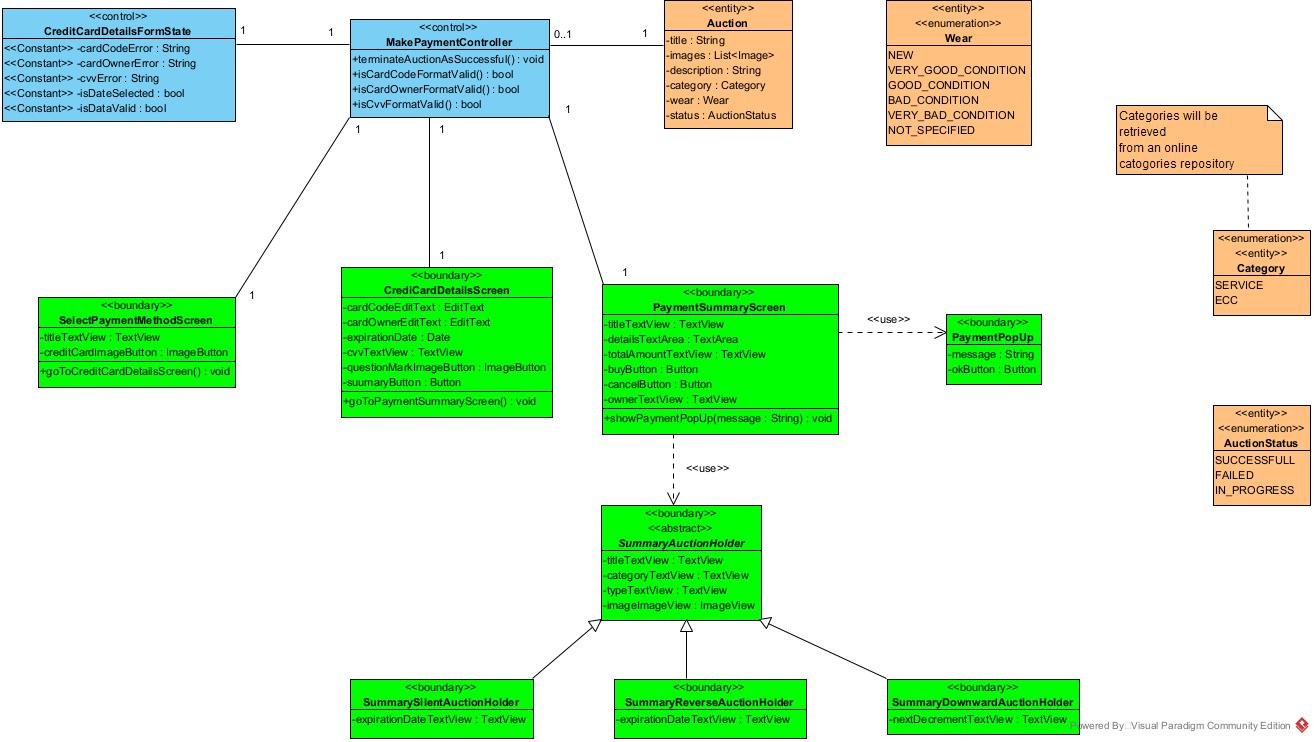 <<control>>
CreditCardDetailsFormState
<<Constant>> -cardCodeError : String
<<Constant>> -cardOwnerError : String
<<Constant>> -cvvError : String
<<Constant>> -isDateSelected : bool
<<Constant>> -isDataValid : bool
1
1
<<control>>
MakePaymentController
+terminateAuctionAsSuccessful() : void
+isCardCodeFormatValid() : bool
+isCardOwnerFormatValid() : bool
+isCvvFormatValid() : bool
0..1
1
<<entity>>
Auction
-title : String
-images : List<Image>
-description : String
-category : Category
-wear : Wear
-status : AuctionStatus
<<entity>>
<<enumeration>>
Wear
NEW
VERY_GOOD_CONDITION
GOOD_CONDITION
BAD_CONDITION
VERY_BAD_CONDITION
NOT_SPECIFIED
Categories will be
retrieved
from an online
catogories repository
<<enumeration>>
<<entity>>
Category
SERVICE
ECC
1
1
1
1
1
1
<<boundary>>
SelectPaymentMethodScreen
-titleTextView : TextView
-creditCardImageButton : ImageButton
+goToCreditCardDetailsScreen() : void
<<boundary>>
CrediCardDetailsScreen
-cardCodeEditText : EditText
-cardOwnerEditText : EditText
-expirationDate : Date
-cvvTextView : TextView
-questionMarkImageButton : ImageButton
-suumaryButton : Button
+goToPaymentSummaryScreen() : void
<<boundary>>
PaymentSummaryScreen
-titleTextView : TextView
-detailsTextArea : TextArea
-totalAmountTextView : TextView
-buyButton : Button
-cancelButton : Button
-ownerTextView : TextView
+showPaymentPopUp(message : String) : void
<<use>>
<<boundary>>
PaymentPopUp
-message : String
-okButton : Button
<<entity>>
<<enumeration>>
AuctionStatus
SUCCESSFULL
FAILED
IN_PROGRESS
<<use>>
<<boundary>>
<<abstract>>
SummaryAuctionHolder
-titleTextView : TextView
-categoryTextView : TextView
-typeTextView : TextView
-imageImageView : ImageView
<<boundary>>
SummarySilentAuctionHolder
-expirationDateTextView : TextView
<<boundary>>
SummaryReverseAuctionHolder
-expirationDateTextView : TextView
<<boundary>>
SummaryDownwardAuctionHolder
-nextDecrementTextView : TextView
Powered By Visual Paradigm Community Edition